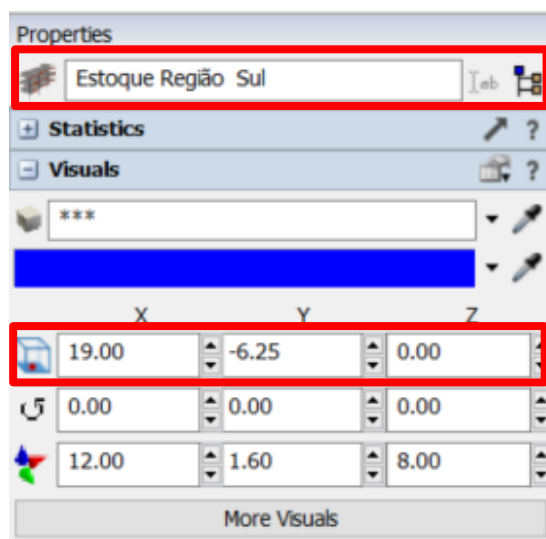 Properties
Estoque Região Sul
Statistics ?
Visuals ?
***
X Y Z
19.00 -6.25 0.00
0.00 0.00 0.00
12.00 1.60 8.00
More Visuals